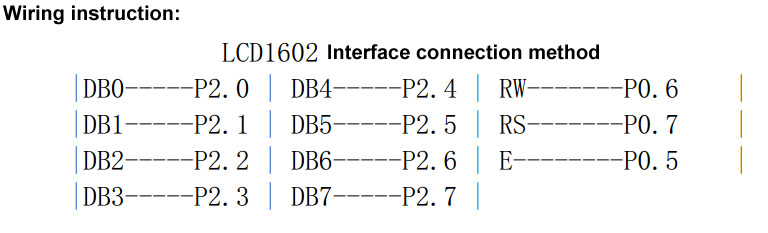 Wiring instruction:
LCD1602 Interface connection method
|DB0-----P2.0 | DB4-----P2.4 | RW-------P0.6 |
|DB1-----P2.1 | DB5-----P2.5 | RS-------P0.7 |
|DB2-----P2.2 | DB6-----P2.6 | E--------P0.5 |
|DB3-----P2.3 | DB7-----P2.7 |